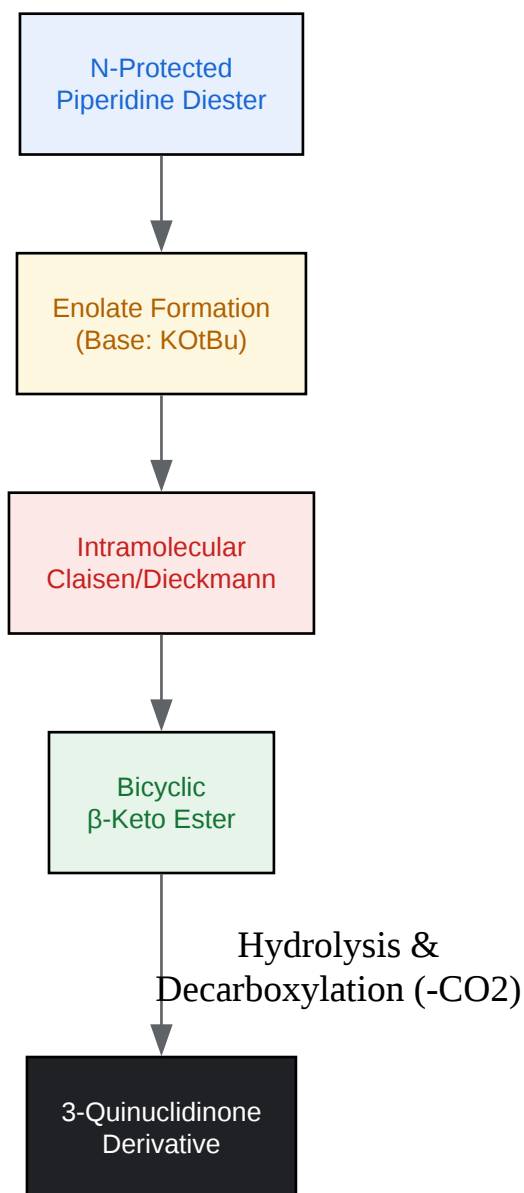 N-Protected
Piperidine Diester
Enolate Formation
(Base: KOtBu)
Intramolecular
Claisen/Dieckmann
Bicyclic
β-Keto Ester
Hydrolysis &
Decarboxylation (-CO2)
3-Quinuclidinone
Derivative